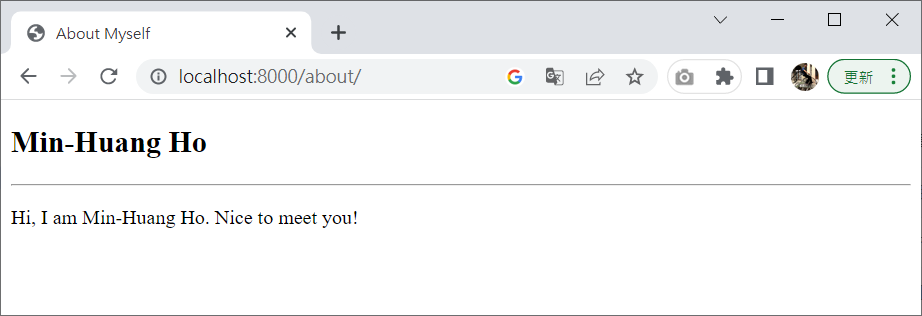 About Myself
localhost:8000/about/
更新
Min-Huang Ho
Hi, I am Min-Huang Ho. Nice to meet you!